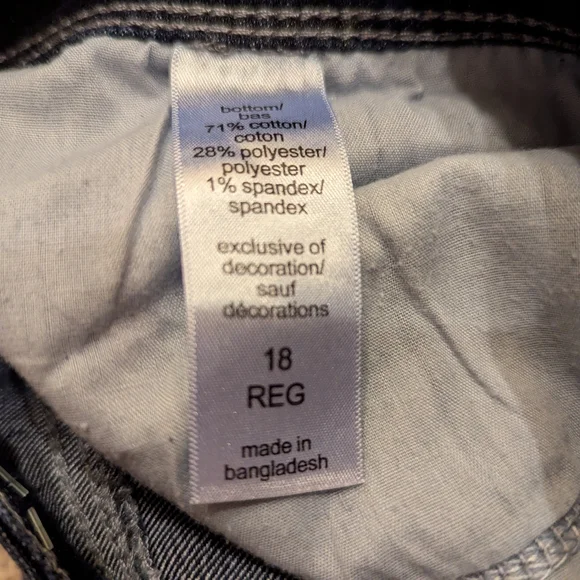 bottom/
bas
71% cotton/
coton
28% polyester/
polyester
1% spandex/
spandex
exclusive of
decoration/
sauf
décorations
18
REG
made in
bangladesh